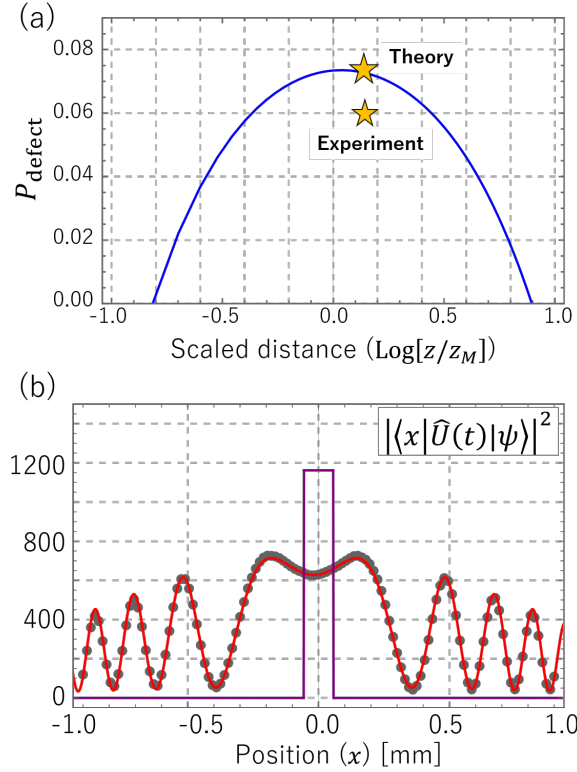 (a)
0.08
0.06
0.04
0.02
0.00
P_defect
Theory
Experiment
-1.0 -0.5 0.0 0.5 1.0
Scaled distance (Log[z/z_M])
(b)
|⟨x|Û(t)|ψ⟩|²
1200
800
400
0
-1.0 -0.5 0.0 0.5 1.0
Position (x) [mm]